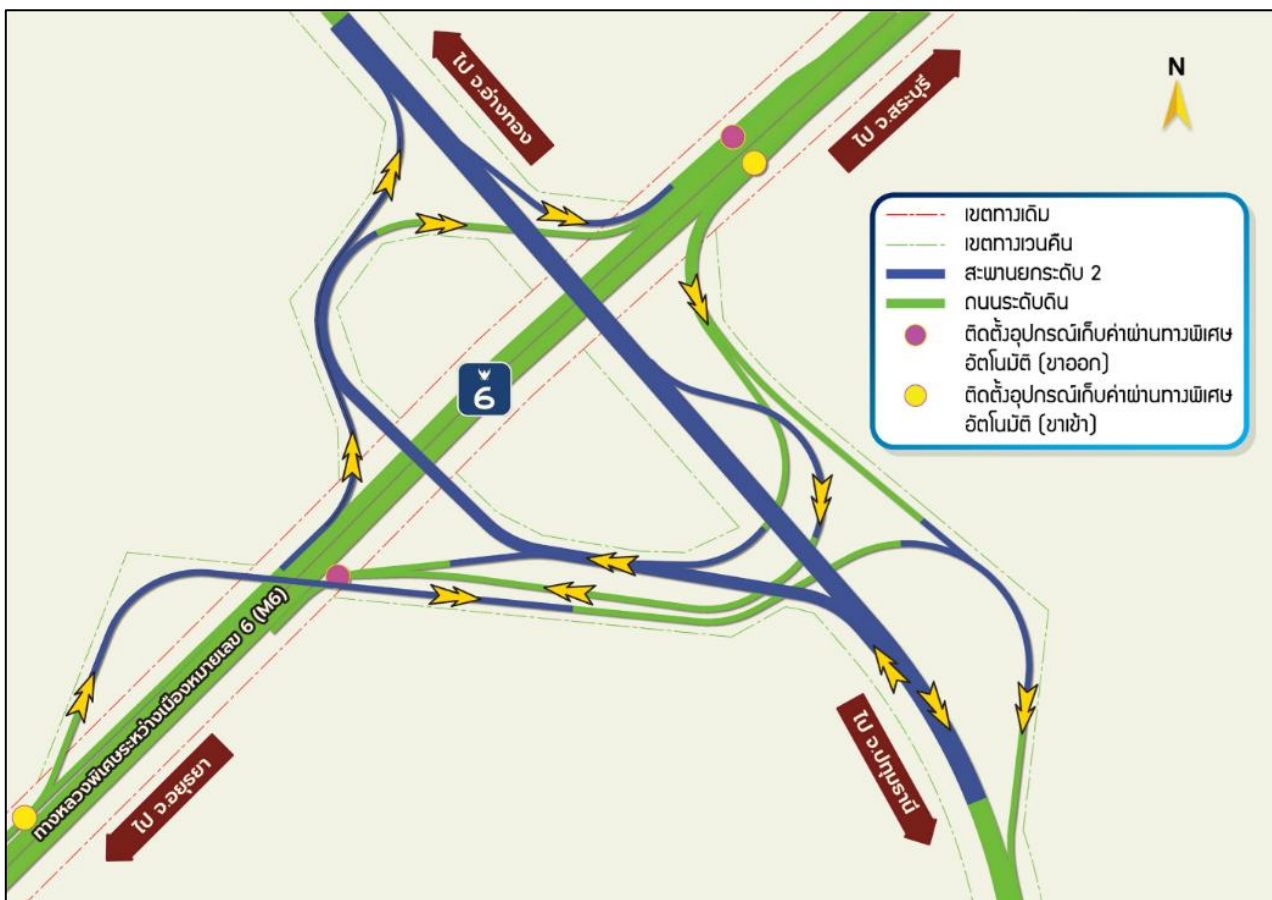 ไป จ.อ่างทอง
ไป จ.สระบุรี
N
เขตทางเดิม
เขตทางเวนคืน
สะพานยกระดับ 2
ถนนระดับดิน
ติดตั้งอุปกรณ์เก็บค่าผ่านทางพิเศษ
อัตโนมัติ (ขาออก)
ติดตั้งอุปกรณ์เก็บค่าผ่านทางพิเศษ
อัตโนมัติ (ขาเข้า)
6
ทางหลวงพิเศษระหว่างเมืองหมายเลข 6 (M6)
ไป จ.อยุธยา
ไป จ.ปทุมธานี